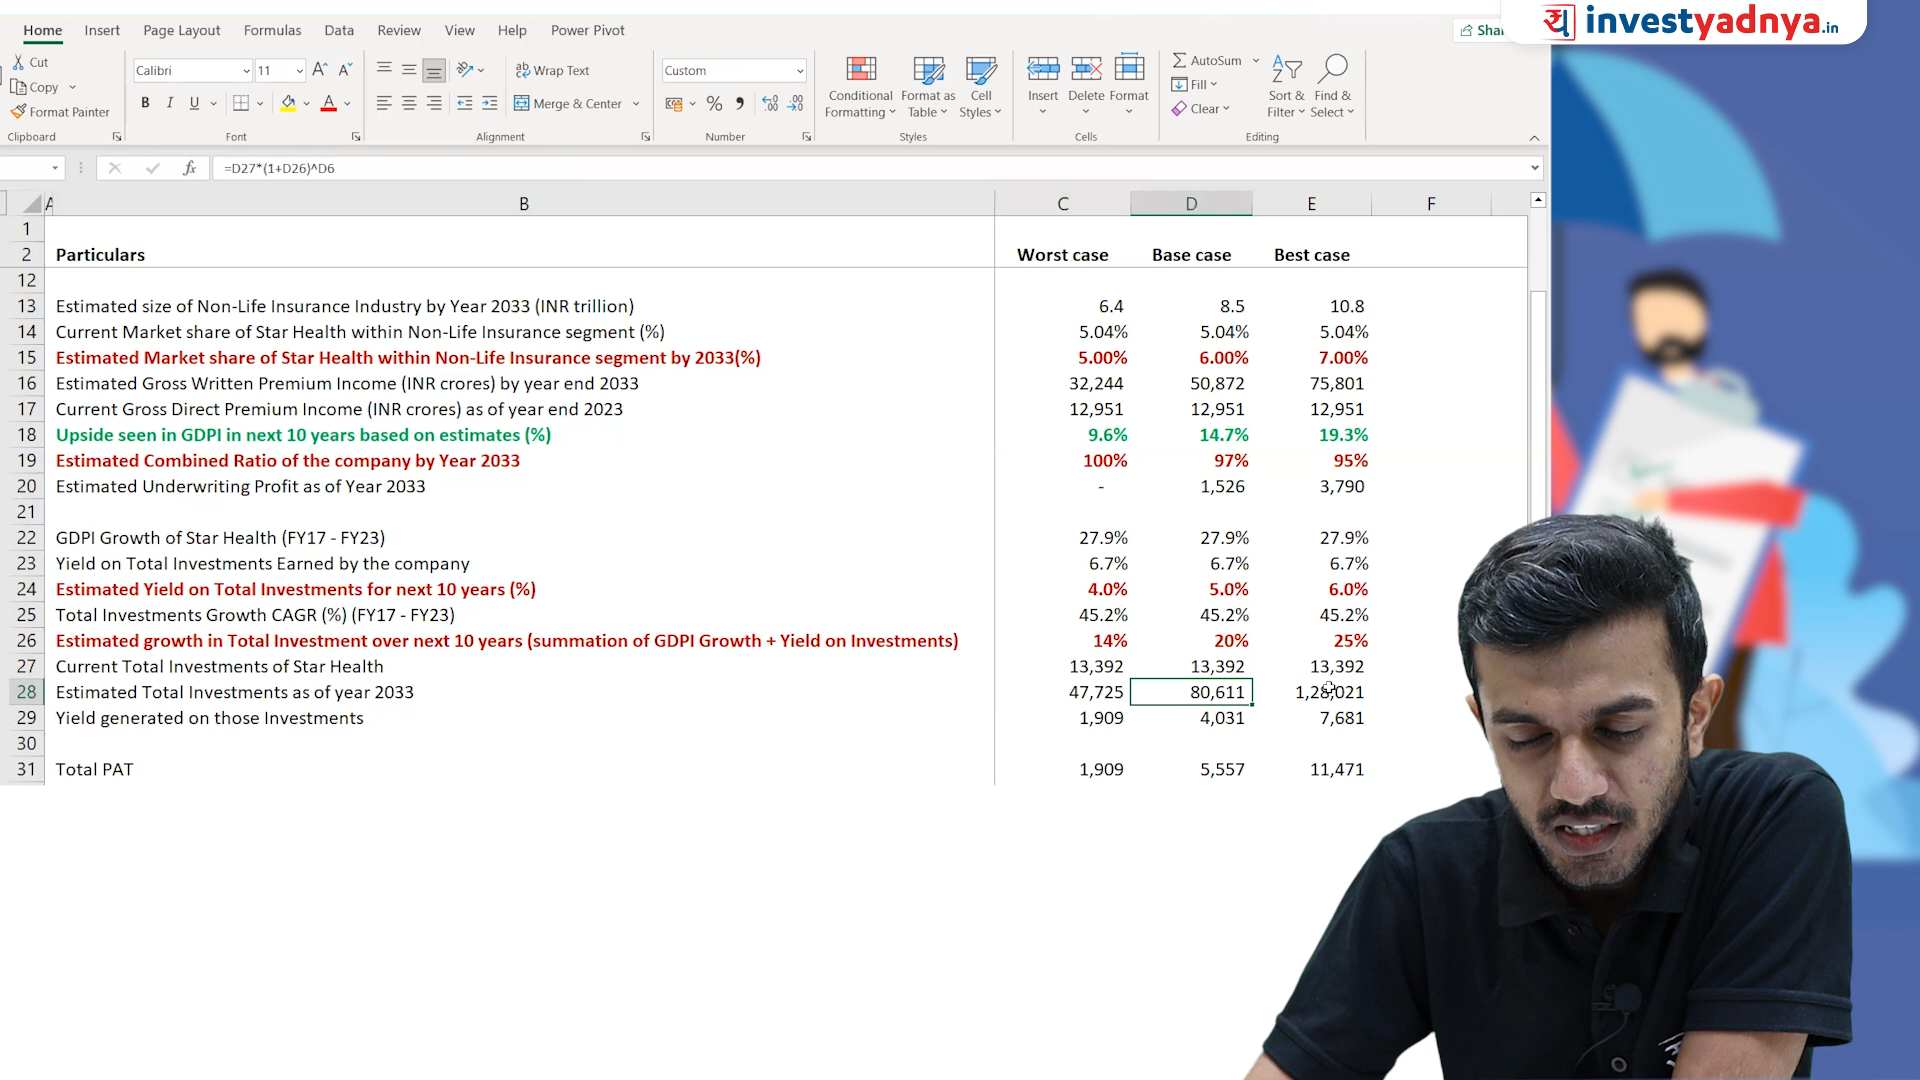 Home Insert Page Layout Formulas Data Review View Help Power Pivot
यू investyadnya.in
Cut
Copy
Format Painter
Clipboard
Calibri 11
B I U
Font
Wrap Text
Merge & Center
Alignment
Custom
%
Number
Conditional Formatting
Format as Table
Cell Styles
Styles
Insert Delete Format
Cells
AutoSum
Fill
Clear
Sort & Filter
Find & Select
Editing
fx =D27*(1+D26)^D6
A B C D E F
1
2 Particulars Worst case Base case Best case
12
13 Estimated size of Non-Life Insurance Industry by Year 2033 (INR trillion) 6.4 8.5 10.8
14 Current Market share of Star Health within Non-Life Insurance segment (%) 5.04% 5.04% 5.04%
15 Estimated Market share of Star Health within Non-Life Insurance segment by 2033(%) 5.00% 6.00% 7.00%
16 Estimated Gross Written Premium Income (INR crores) by year end 2033 32,244 50,872 75,801
17 Current Gross Direct Premium Income (INR crores) as of year end 2023 12,951 12,951 12,951
18 Upside seen in GDPI in next 10 years based on estimates (%) 9.6% 14.7% 19.3%
19 Estimated Combined Ratio of the company by Year 2033 100% 97% 95%
20 Estimated Underwriting Profit as of Year 2033 - 1,526 3,790
21
22 GDPI Growth of Star Health (FY17 - FY23) 27.9% 27.9% 27.9%
23 Yield on Total Investments Earned by the company 6.7% 6.7% 6.7%
24 Estimated Yield on Total Investments for next 10 years (%) 4.0% 5.0% 6.0%
25 Total Investments Growth CAGR (%) (FY17 - FY23) 45.2% 45.2% 45.2%
26 Estimated growth in Total Investment over next 10 years (summation of GDPI Growth + Yield on Investments) 14% 20% 25%
27 Current Total Investments of Star Health 13,392 13,392 13,392
28 Estimated Total Investments as of year 2033 47,725 80,611 1,28,021
29 Yield generated on those Investments 1,909 4,031 7,681
30
31 Total PAT 1,909 5,557 11,471